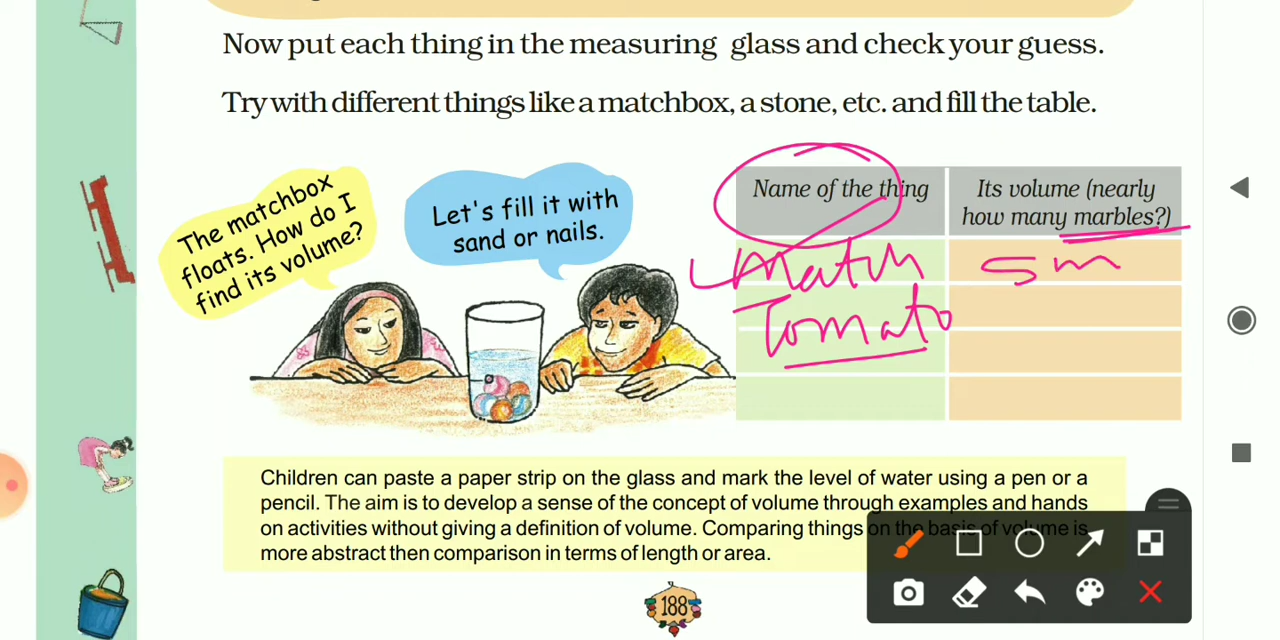 Now put each thing in the measuring glass and check your guess.
Try with different things like a matchbox, a stone, etc. and fill the table.
The matchbox
floats. How do I
find its volume?
Let's fill it with
sand or nails.
Name of the thing
Its volume (nearly
how many marbles?)
Match
5 m
Tomato
Children can paste a paper strip on the glass and mark the level of water using a pen or a
pencil. The aim is to develop a sense of the concept of volume through examples and hands
on activities without giving a definition of volume. Comparing things on the basis of volume is
more abstract then comparison in terms of length or area.
188